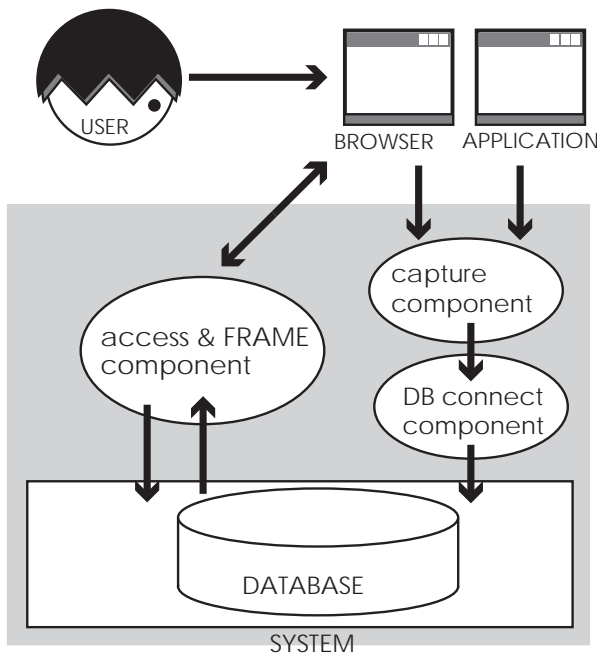 USER
BROWSER
APPLICATION
capture
component
access & FRAME
component
DB connect
component
DATABASE
SYSTEM